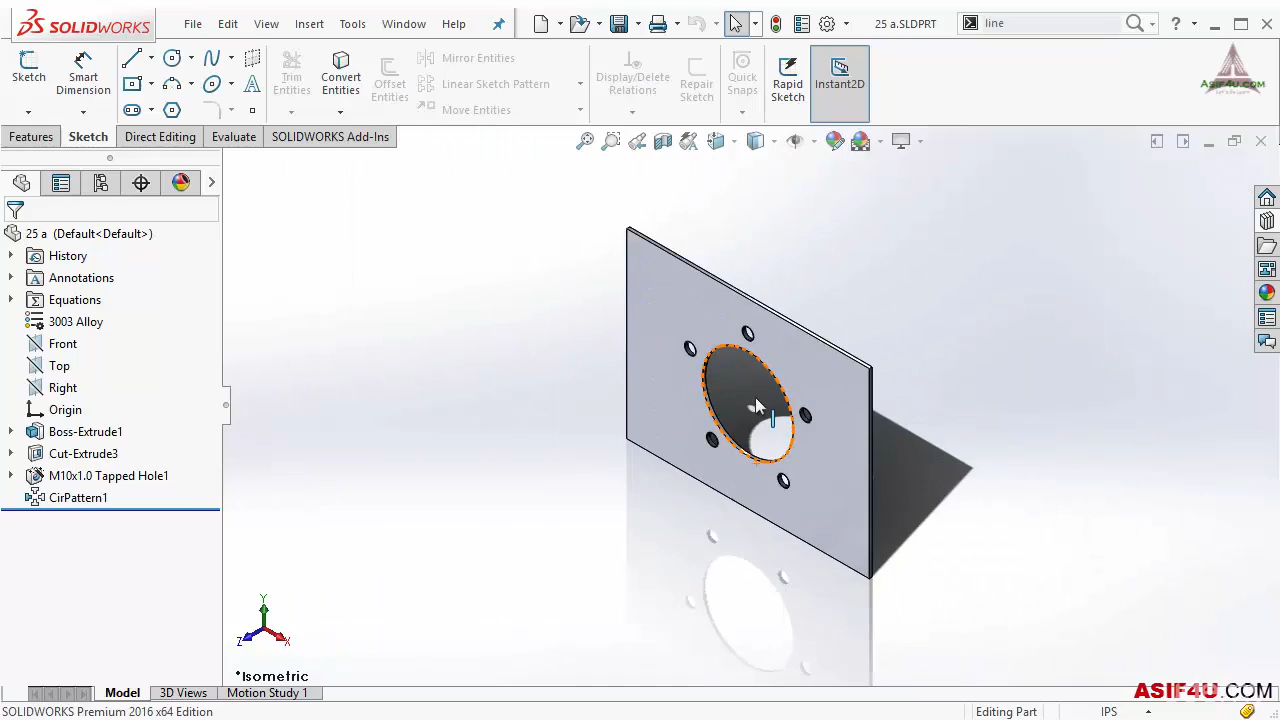 SOLIDWORKS
File Edit View Insert Tools Window Help
25 a.SLDPRT
line
Sketch
Smart Dimension
Trim Entities
Convert Entities
Offset Entities
Mirror Entities
Linear Sketch Pattern
Move Entities
Display/Delete Relations
Repair Sketch
Quick Snaps
Rapid Sketch
Instant2D
ASIF4U.COM
Features Sketch Direct Editing Evaluate SOLIDWORKS Add-Ins
25 a (Default<Default>)
History
Annotations
Equations
3003 Alloy
Front
Top
Right
Origin
Boss-Extrude1
Cut-Extrude3
M10x1.0 Tapped Hole1
CirPattern1
Y
Z X
*Isometric
Model 3D Views Motion Study 1
ASIF4U.COM
SOLIDWORKS Premium 2016 x64 Edition
Editing Part IPS